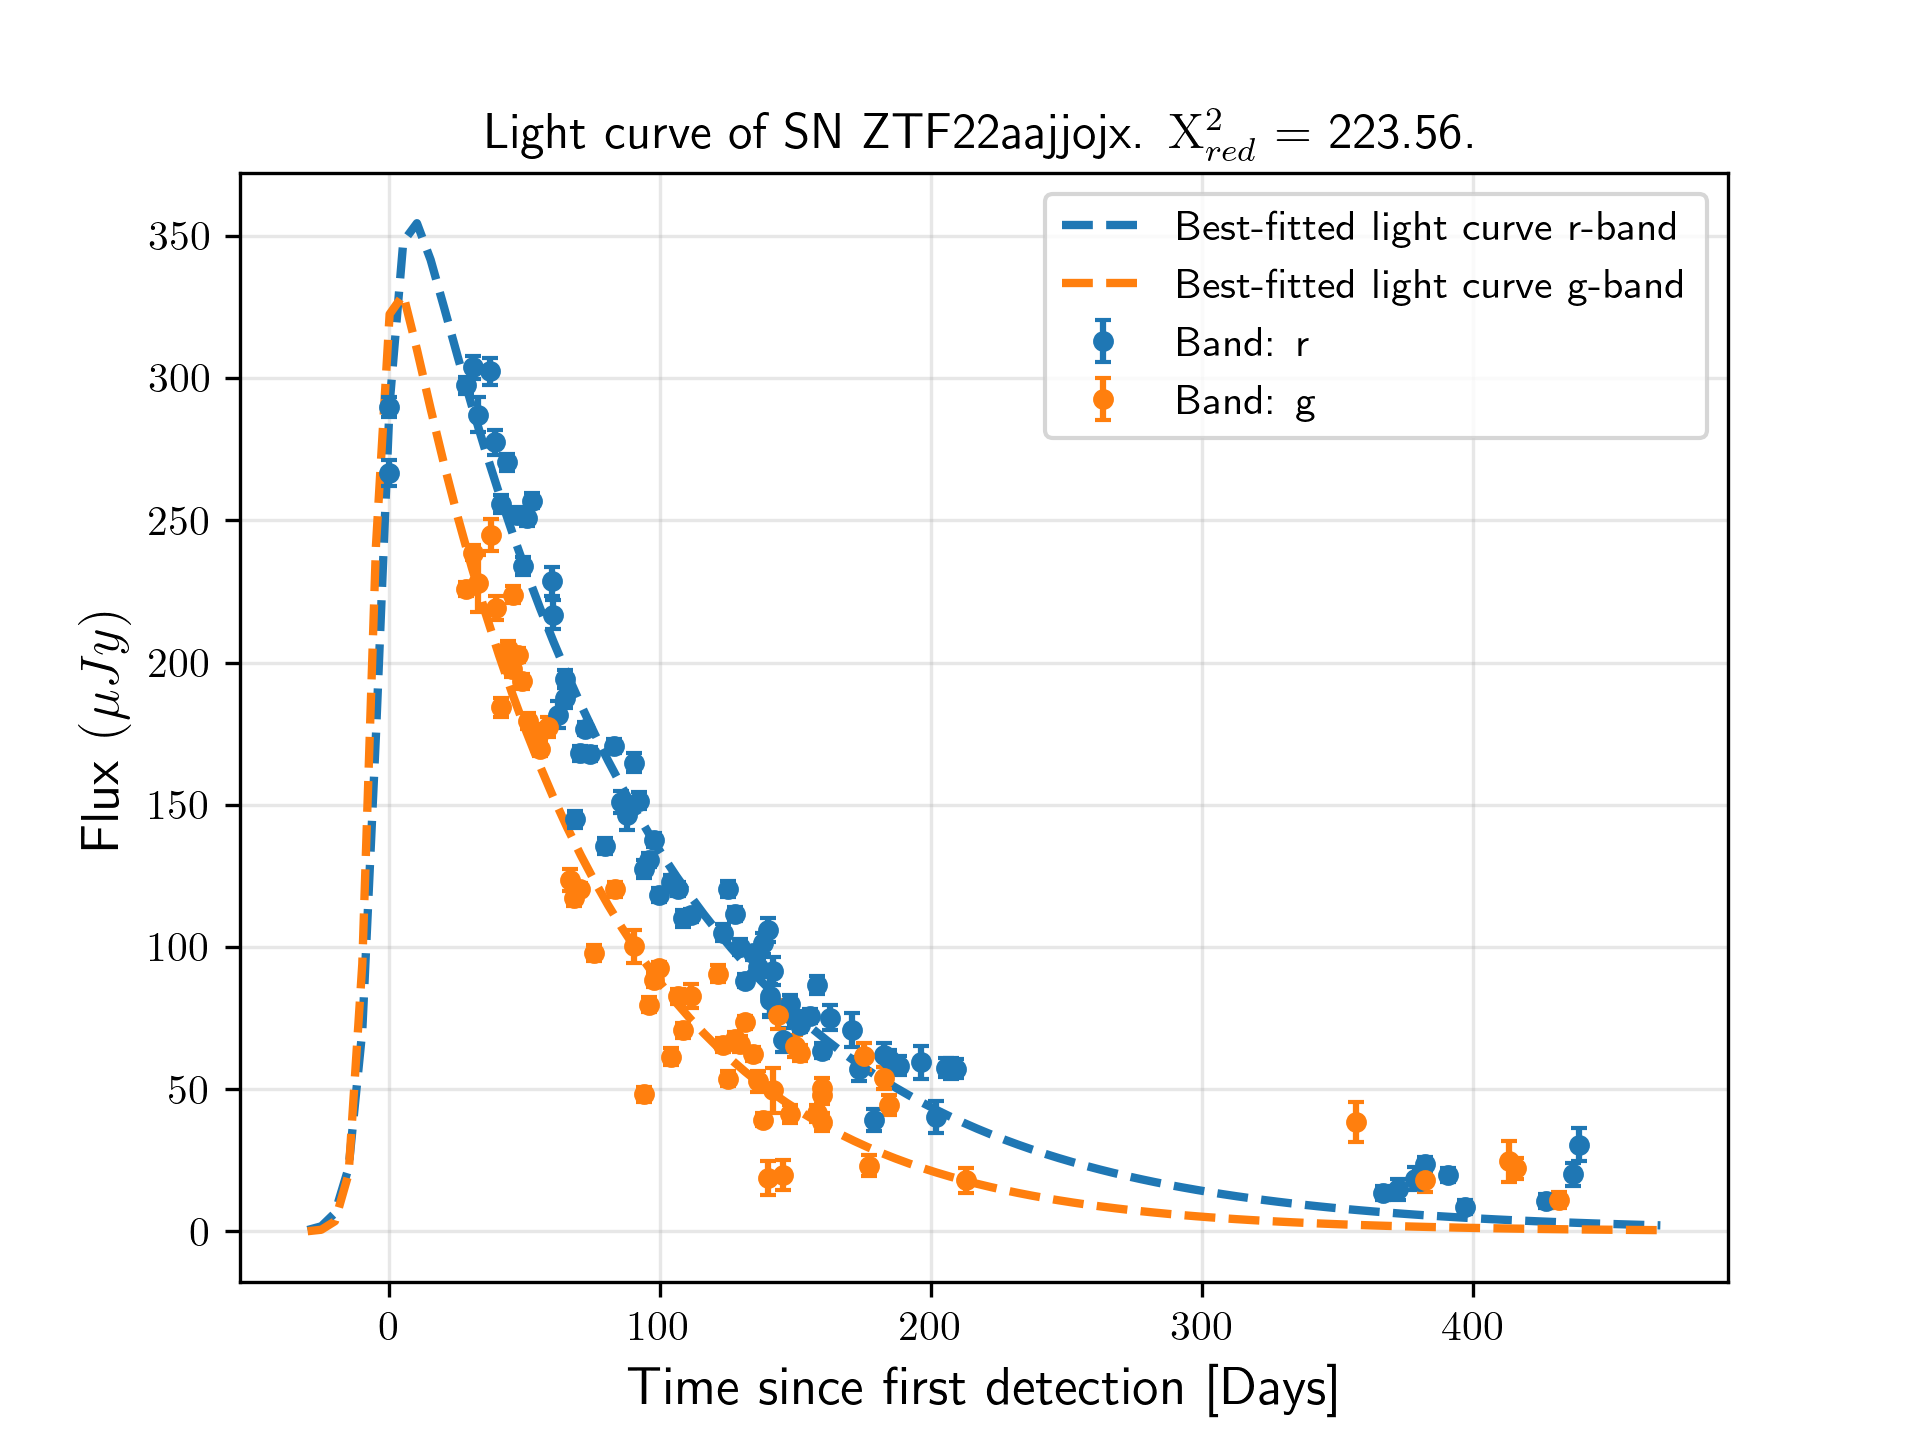 Light curve of SN ZTF22aajjojx. X²_red = 223.56.
Best-fitted light curve r-band
Best-fitted light curve g-band
Band: r
Band: g
Flux (μJy)
350
300
250
200
150
100
50
0
0 100 200 300 400
Time since first detection [Days]